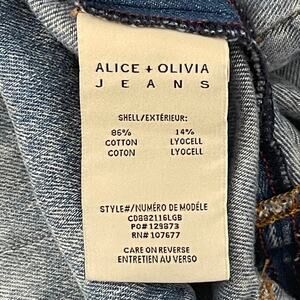 ALICE + OLIVIA
JEANS
SHELL/EXTÉRIEUR:
86% 14%
COTTON LYOCELL
COTON LYOCELL
STYLE#/NUMÉRO DE MODÈLE
CD882116LGB
PO# 129873
RN# 107677
CARE ON REVERSE
ENTRETIEN AU VERSO